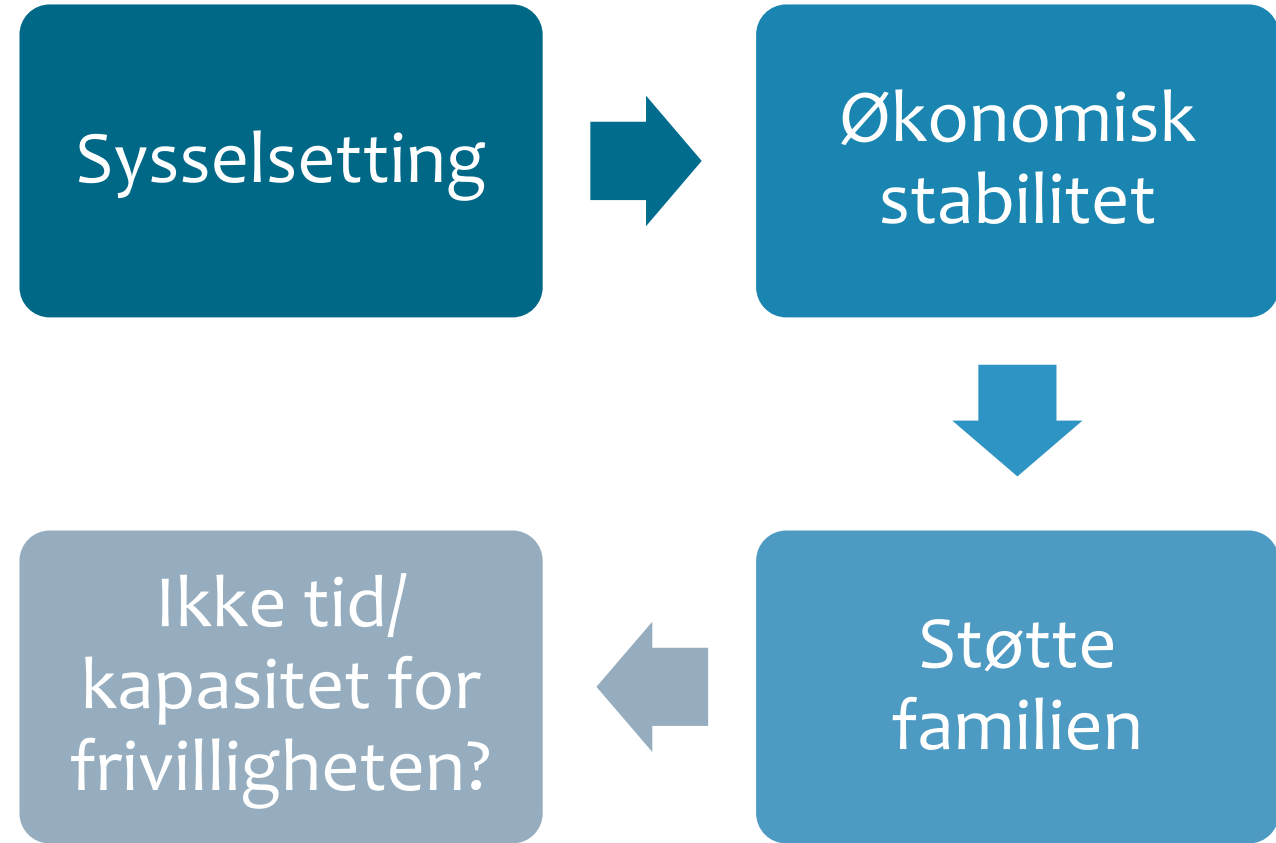 Sysselsetting
Økonomisk
stabilitet
Støtte
familien
Ikke tid/
kapasitet for
frivilligheten?